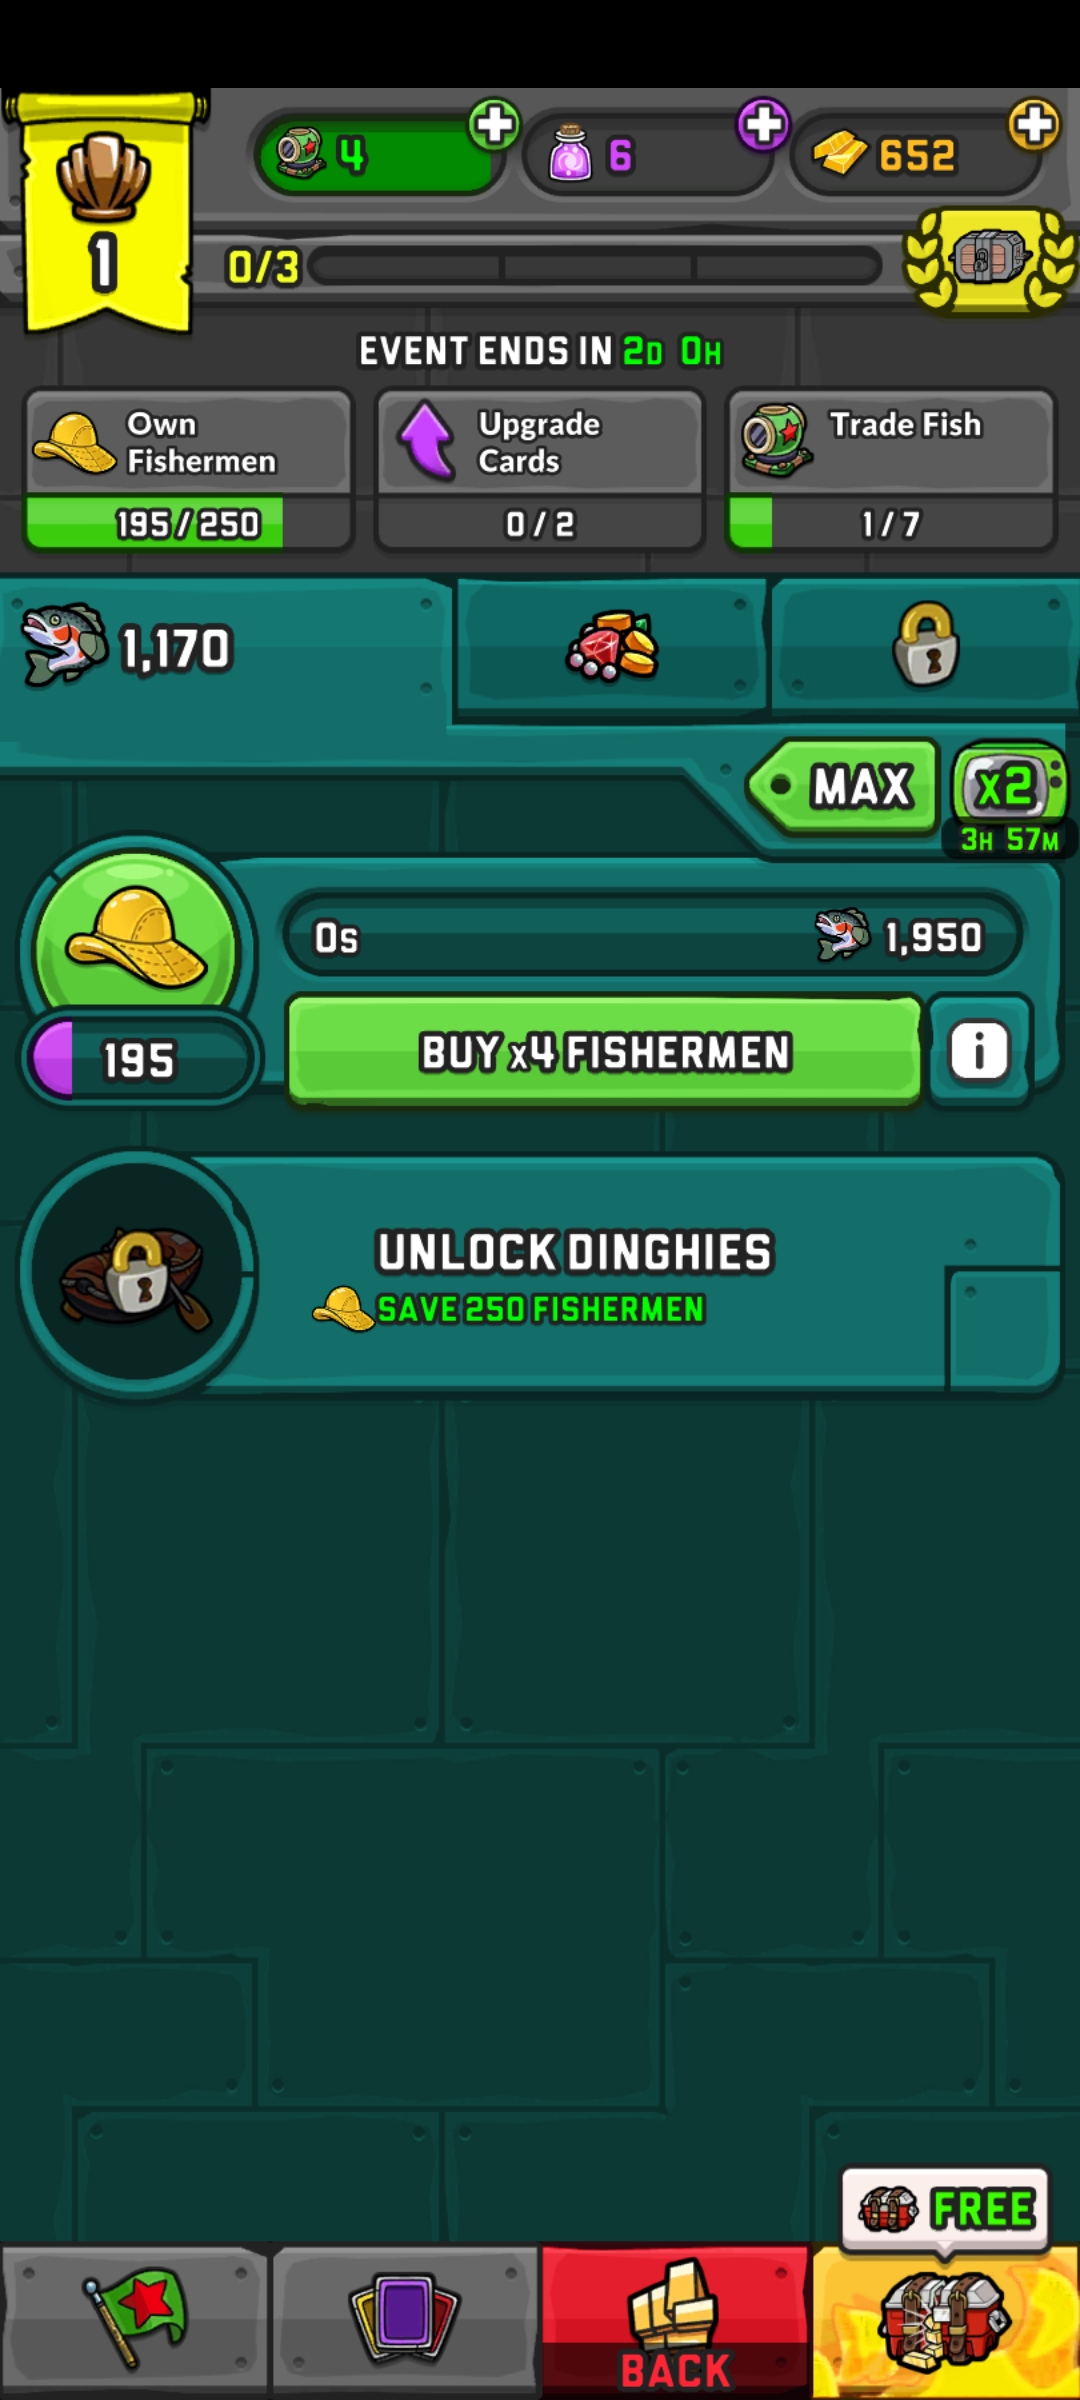 4
6
652
1
0/3
EVENT ENDS IN 2D 0H
Own
Fishermen
195/250
Upgrade
Cards
0/2
Trade Fish
1/7
1,170
MAX
x2
3H 57M
0s
1,950
195
BUY x4 FISHERMEN
i
UNLOCK DINGHIES
SAVE 250 FISHERMEN
FREE
BACK